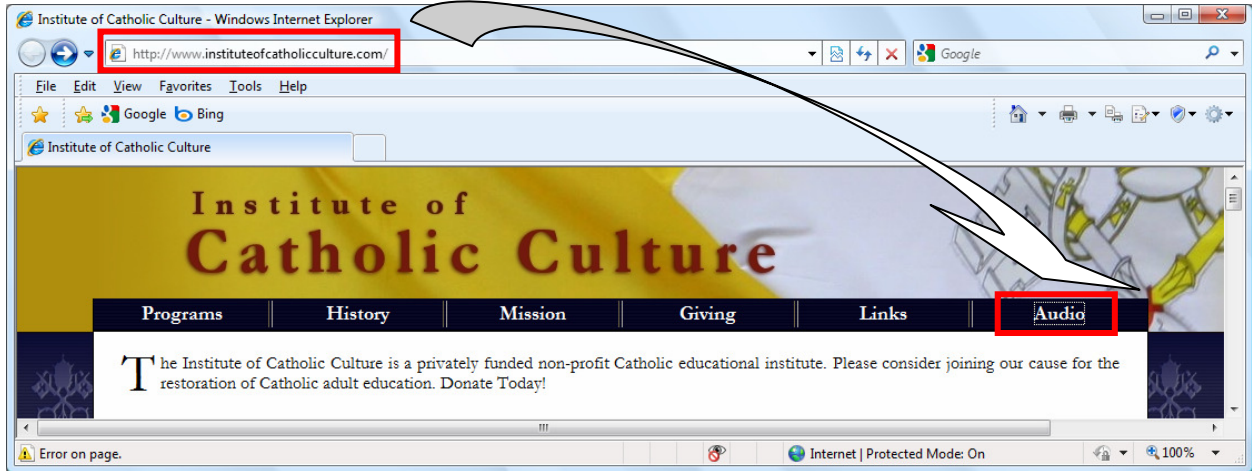 Institute of Catholic Culture - Windows Internet Explorer
http://www.instituteofcatholicculture.com/
Google
File Edit View Favorites Tools Help
Google Bing
Institute of Catholic Culture
Institute of
Catholic Culture
Programs History Mission Giving Links Audio
The Institute of Catholic Culture is a privately funded non-profit Catholic educational institute. Please consider joining our cause for the
restoration of Catholic adult education. Donate Today!
Error on page. Internet | Protected Mode: On 100%